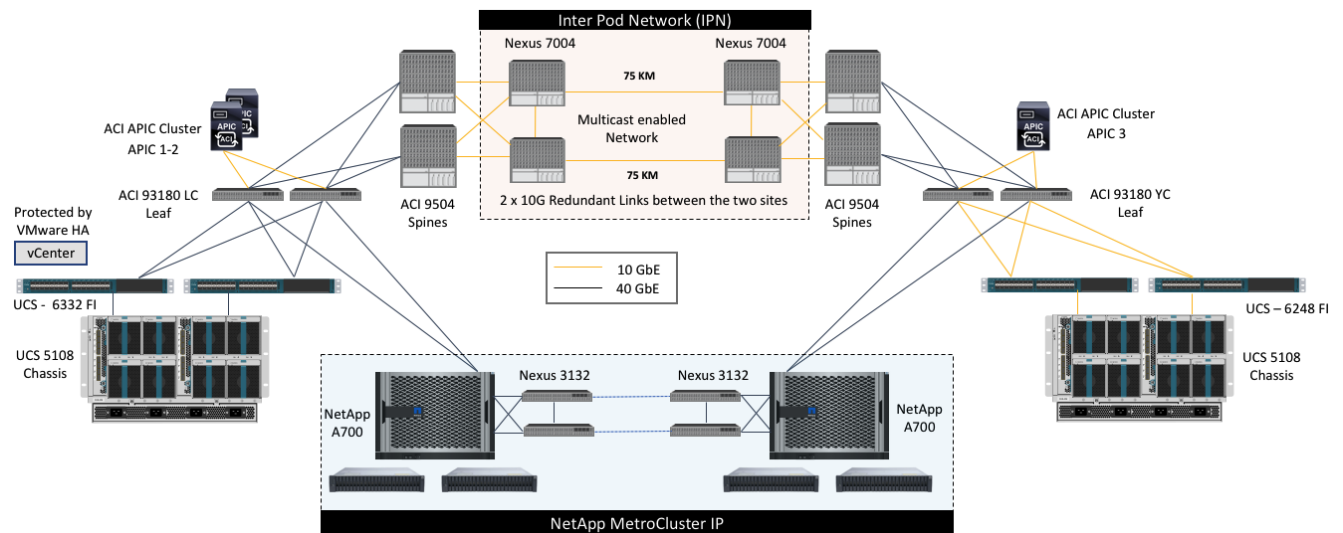 Inter Pod Network (IPN)
Nexus 7004
Nexus 7004
75 KM
Multicast enabled
Network
75 KM
2 x 10G Redundant Links between the two sites
ACI APIC Cluster
APIC 1-2
APIC
ACI
ACI 93180 LC
Leaf
ACI 9504
Spines
ACI 9504
Spines
APIC
ACI
ACI APIC Cluster
APIC 3
ACI 93180 YC
Leaf
Protected by
VMware HA
vCenter
10 GbE
40 GbE
UCS - 6332 FI
UCS 5108
Chassis
UCS – 6248 FI
UCS 5108
Chassis
Nexus 3132
Nexus 3132
NetApp
A700
NetApp
A700
NetApp MetroCluster IP